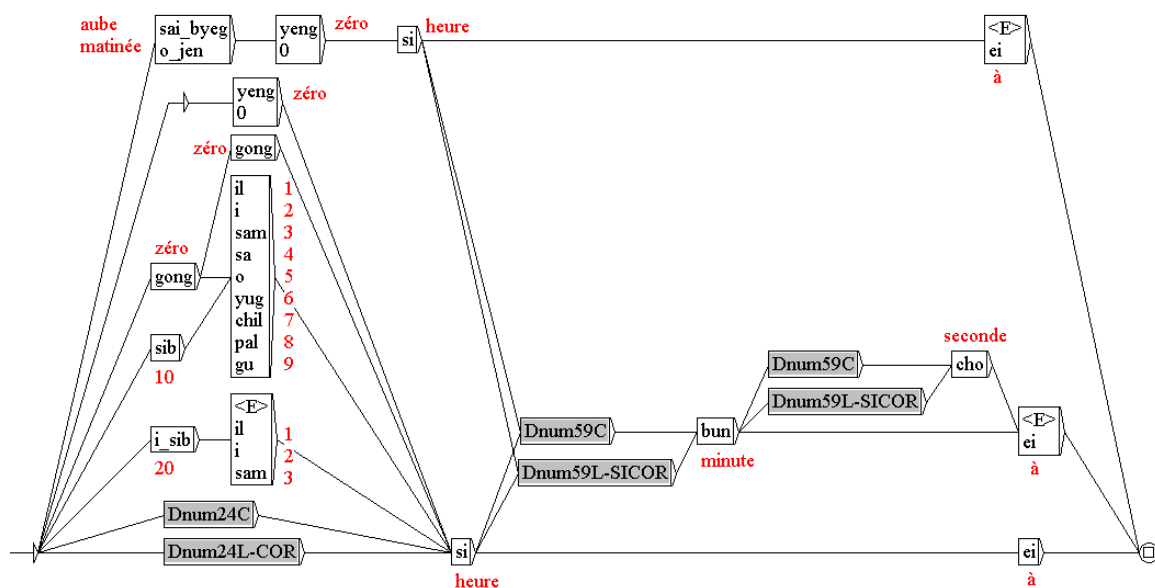 aube
matinée
sai_byeg
o_jen
yeng
0
zéro
si
heure
<E>
ei
à
yeng
0
zéro
zéro
gong
il
i
sam
sa
o
yug
chil
pal
gu
1
2
3
4
5
6
7
8
9
zéro
gong
sib
10
<E>
il
i
sam
1
2
3
i_sib
20
Dnum24C
Dnum24L-COR
si
heure
Dnum59C
Dnum59L-SICOR
bun
minute
Dnum59C
Dnum59L-SICOR
seconde
cho
<E>
ei
à
ei
à